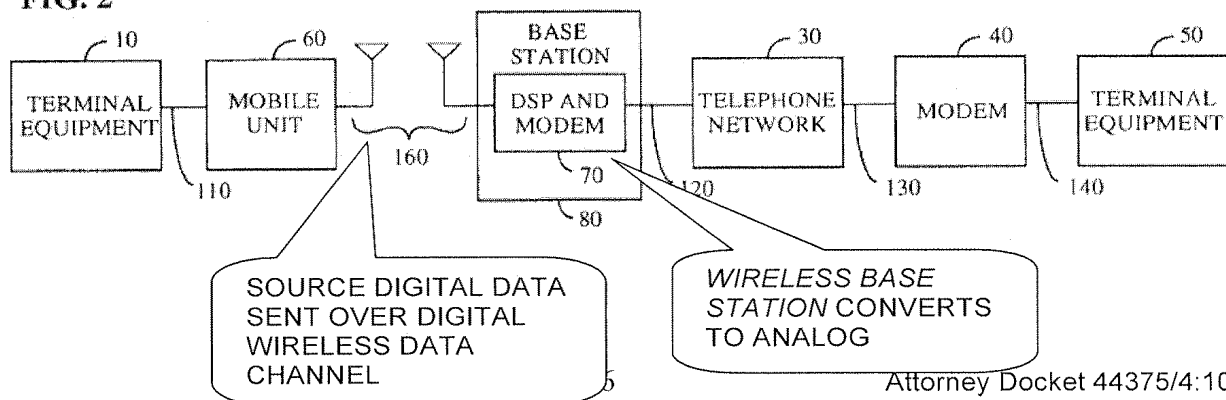 FIG. 2
10
60
BASE
STATION
30
40
50
TERMINAL
EQUIPMENT
MOBILE
UNIT
DSP AND
MODEM
TELEPHONE
NETWORK
MODEM
TERMINAL
EQUIPMENT
110
160
70
120
130
140
80
SOURCE DIGITAL DATA
SENT OVER DIGITAL
WIRELESS DATA
CHANNEL
WIRELESS BASE
STATION CONVERTS
TO ANALOG
Attorney Docket 44375/4:10